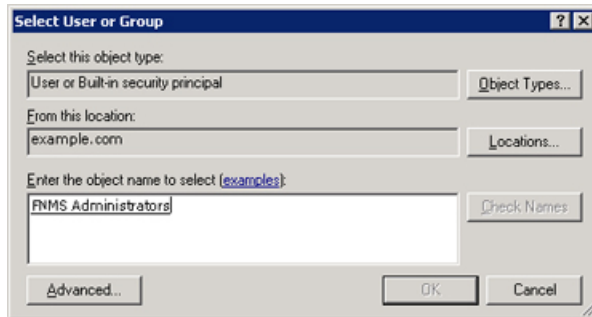 Select User or Group
Select this object type:
User or Built-in security principal
Object Types...
From this location:
example.com
Locations...
Enter the object name to select (examples):
FNMS Administrators
Check Names
Advanced...
OK
Cancel